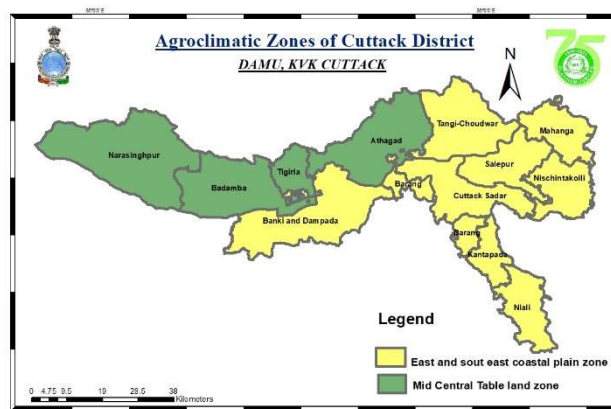 Agroclimatic Zones of Cuttack District
DAMU, KVK CUTTACK
75
N
Narasinghpur
Badamba
Tigiria
Athagad
Tangi-Choudwar
Mahanga
Salepur
Nischintakoili
Barang
Cuttack Sadar
Banki and Dampada
Barang
Kantapada
Niali
Legend
East and sout east coastal plain zone
Mid Central Table land zone
0 4.75 9.5 19 28.5 38
Kilometers